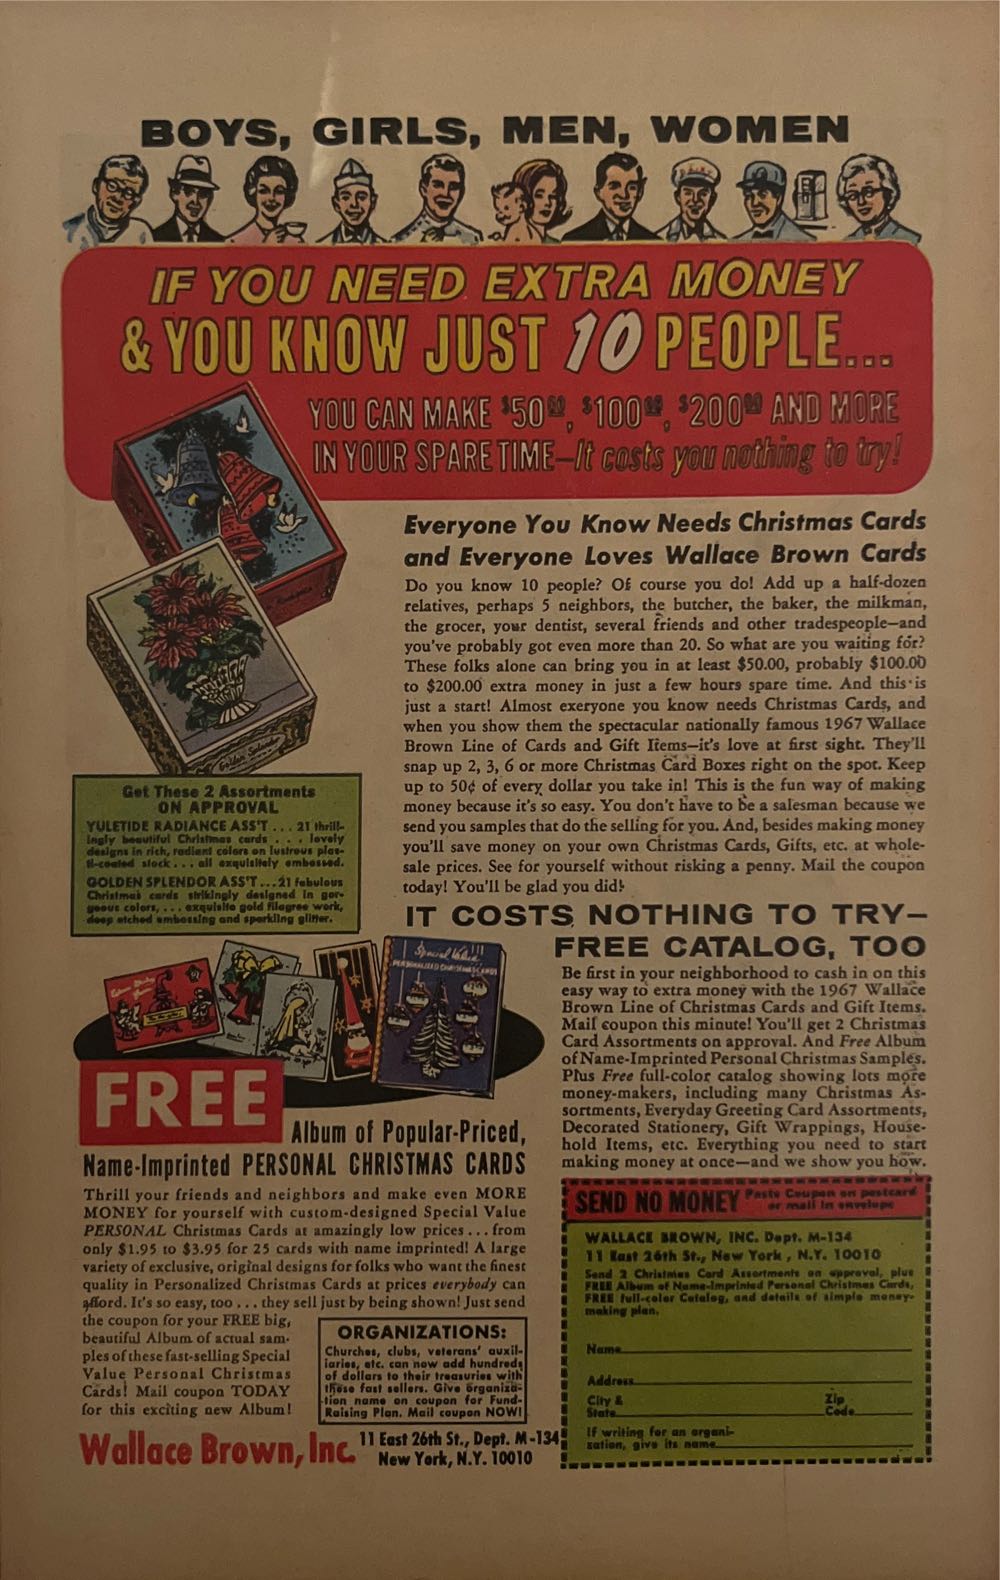 BOYS, GIRLS, MEN, WOMEN
IF YOU NEED EXTRA MONEY
& YOU KNOW JUST 10 PEOPLE...
YOU CAN MAKE $50.00, $100.00, $200.00 AND MORE
IN YOUR SPARE TIME—It costs you nothing to try!
Everyone You Know Needs Christmas Cards
and Everyone Loves Wallace Brown Cards
Do you know 10 people? Of course you do! Add up a half-dozen
relatives, perhaps 5 neighbors, the butcher, the baker, the milkman,
the grocer, your dentist, several friends and other tradespeople—and
you've probably got even more than 20. So what are you waiting for?
These folks alone can bring you in at least $50.00, probably $100.00
to $200.00 extra money in just a few hours spare time. And this is
just a start! Almost exeryone you know needs Christmas Cards, and
when you show them the spectacular nationally famous 1967 Wallace
Brown Line of Cards and Gift Items—it's love at first sight. They'll
snap up 2, 3, 6 or more Christmas Card Boxes right on the spot. Keep
up to 50¢ of every dollar you take in! This is the fun way of making
money because it's so easy. You don't have to be a salesman because we
send you samples that do the selling for you. And, besides making money
you'll save money on your own Christmas Cards, Gifts, etc. at whole-
sale prices. See for yourself without risking a penny. Mail the coupon
today! You'll be glad you did!
Golden Splendor
Get These 2 Assortments
ON APPROVAL
YULETIDE RADIANCE ASS'T . . . 21 thrill-
ingly beautiful Christmas cards . . . lovely
designs in rich, radiant colors on lustrous plas-
ti-coated stock . . . all exquisitely embossed.
GOLDEN SPLENDOR ASS'T . . . 21 fabulous
Christmas cards strikingly designed in gor-
geous colors, . . . exquisite gold filagree work,
deep etched embossing and sparkling glitter.
IT COSTS NOTHING TO TRY—
FREE CATALOG, TOO
Be first in your neighborhood to cash in on this
easy way to extra money with the 1967 Wallace
Brown Line of Christmas Cards and Gift Items.
Mail coupon this minute! You'll get 2 Christmas
Card Assortments on approval. And Free Album
of Name-Imprinted Personal Christmas Samples.
Plus Free full-color catalog showing lots more
money-makers, including many Christmas As-
sortments, Everyday Greeting Card Assortments,
Decorated Stationery, Gift Wrappings, House-
hold Items, etc. Everything you need to start
making money at once—and we show you how.
Special Value
PERSONALIZED CHRISTMAS CARDS
FREE
Album of Popular-Priced,
Name-Imprinted PERSONAL CHRISTMAS CARDS
Thrill your friends and neighbors and make even MORE
MONEY for yourself with custom-designed Special Value
PERSONAL Christmas Cards at amazingly low prices . . . from
only $1.95 to $3.95 for 25 cards with name imprinted! A large
variety of exclusive, original designs for folks who want the finest
quality in Personalized Christmas Cards at prices everybody can
afford. It's so easy, too . . . they sell just by being shown! Just send
the coupon for your FREE big,
beautiful Album of actual sam-
ples of these fast-selling Special
Value Personal Christmas
Cards! Mail coupon TODAY
for this exciting new Album!
ORGANIZATIONS:
Churches, clubs, veterans' auxil-
iaries, etc. can now add hundreds
of dollars to their treasuries with
these fast sellers. Give organiza-
tion name on coupon for Fund-
Raising Plan. Mail coupon NOW!
Wallace Brown, Inc. 11 East 26th St., Dept. M-134
New York, N.Y. 10010
SEND NO MONEY Paste Coupon on postcard
or mail in envelope
WALLACE BROWN, INC. Dept. M-134
11 East 26th St., New York , N.Y. 10010
Send 2 Christmas Card Assortments on approval, plus
FREE Album of Name-Imprinted Personal Christmas Cards,
FREE full-color Catalog, and details of simple money-
making plan.
Name
Address
City & Zip
State Code
If writing for an organi-
zation, give its name